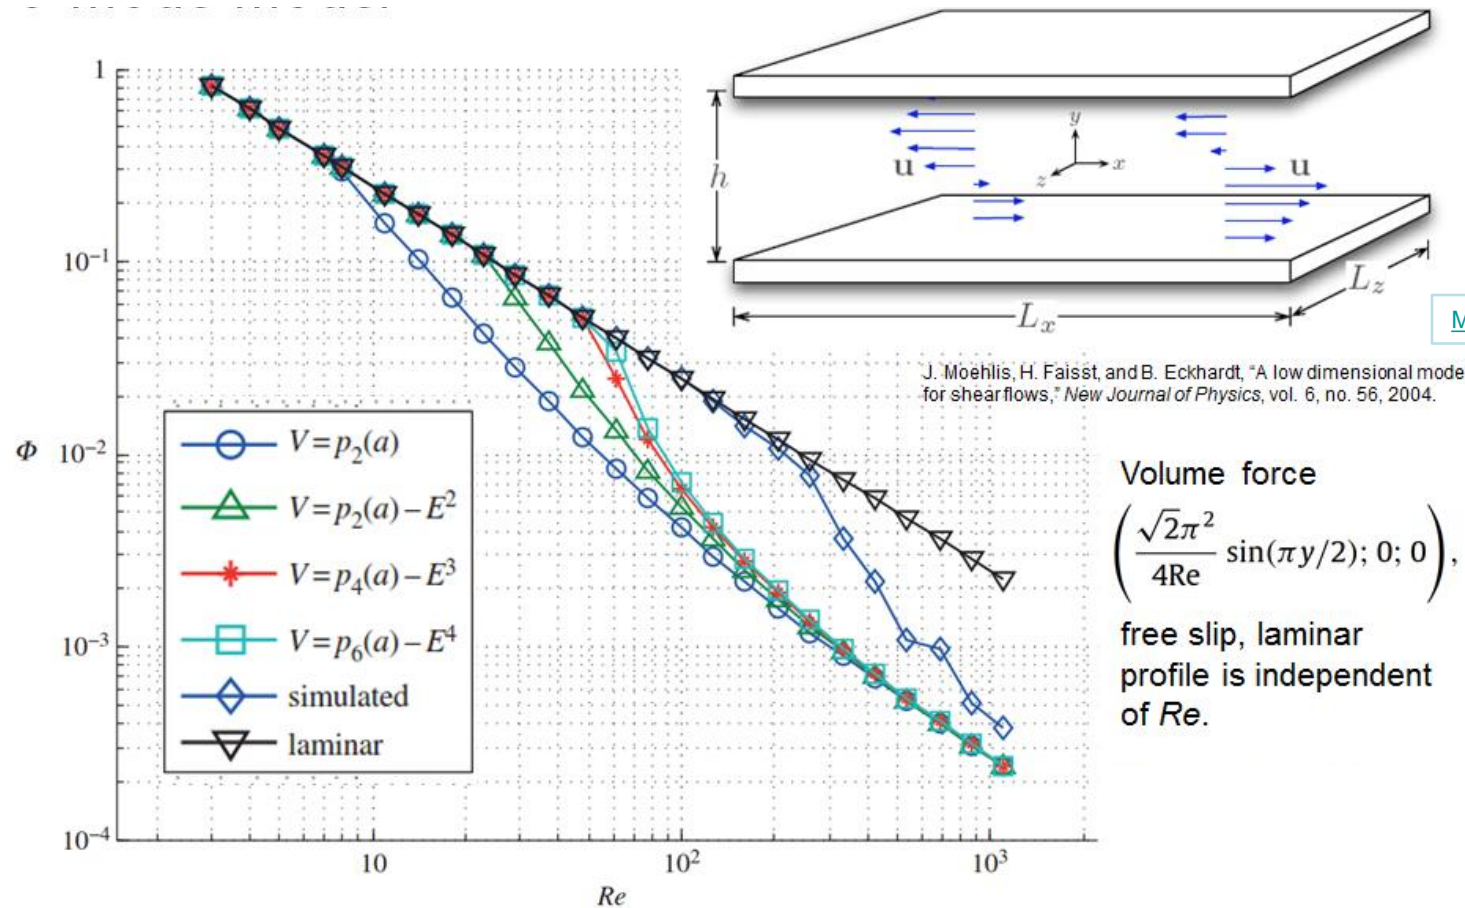 1
10⁻¹
Φ 10⁻²
10⁻³
10⁻⁴
10
10²
10³
Re
V=p₂(a)
V=p₂(a)−E²
V=p₄(a)−E³
V=p₆(a)−E⁴
simulated
laminar
h
u
y
z
x
u
L_x
L_z
M
J. Moehlis, H. Faisst, and B. Eckhardt, “A low dimensional mode
for shear flows,” New Journal of Physics, vol. 6, no. 56, 2004.
Volume force
(√2π²/4Re sin(πy/2); 0; 0),
free slip, laminar
profile is independent
of Re.